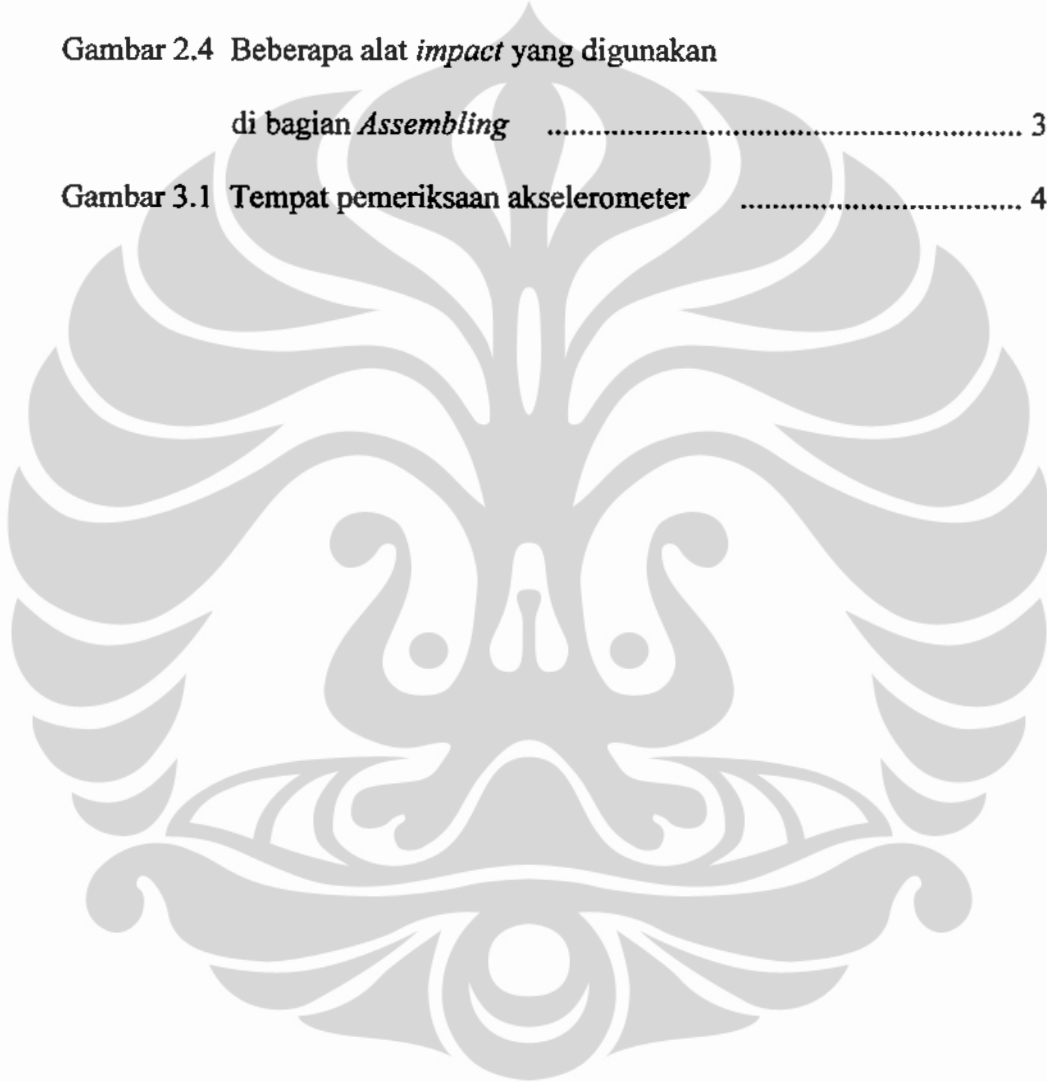 Gambar 2.4 Beberapa alat impact yang digunakan
di bagian Assembling ................................................................ 3
Gambar 3.1 Tempat pemeriksaan akselerometer ...................................... 4